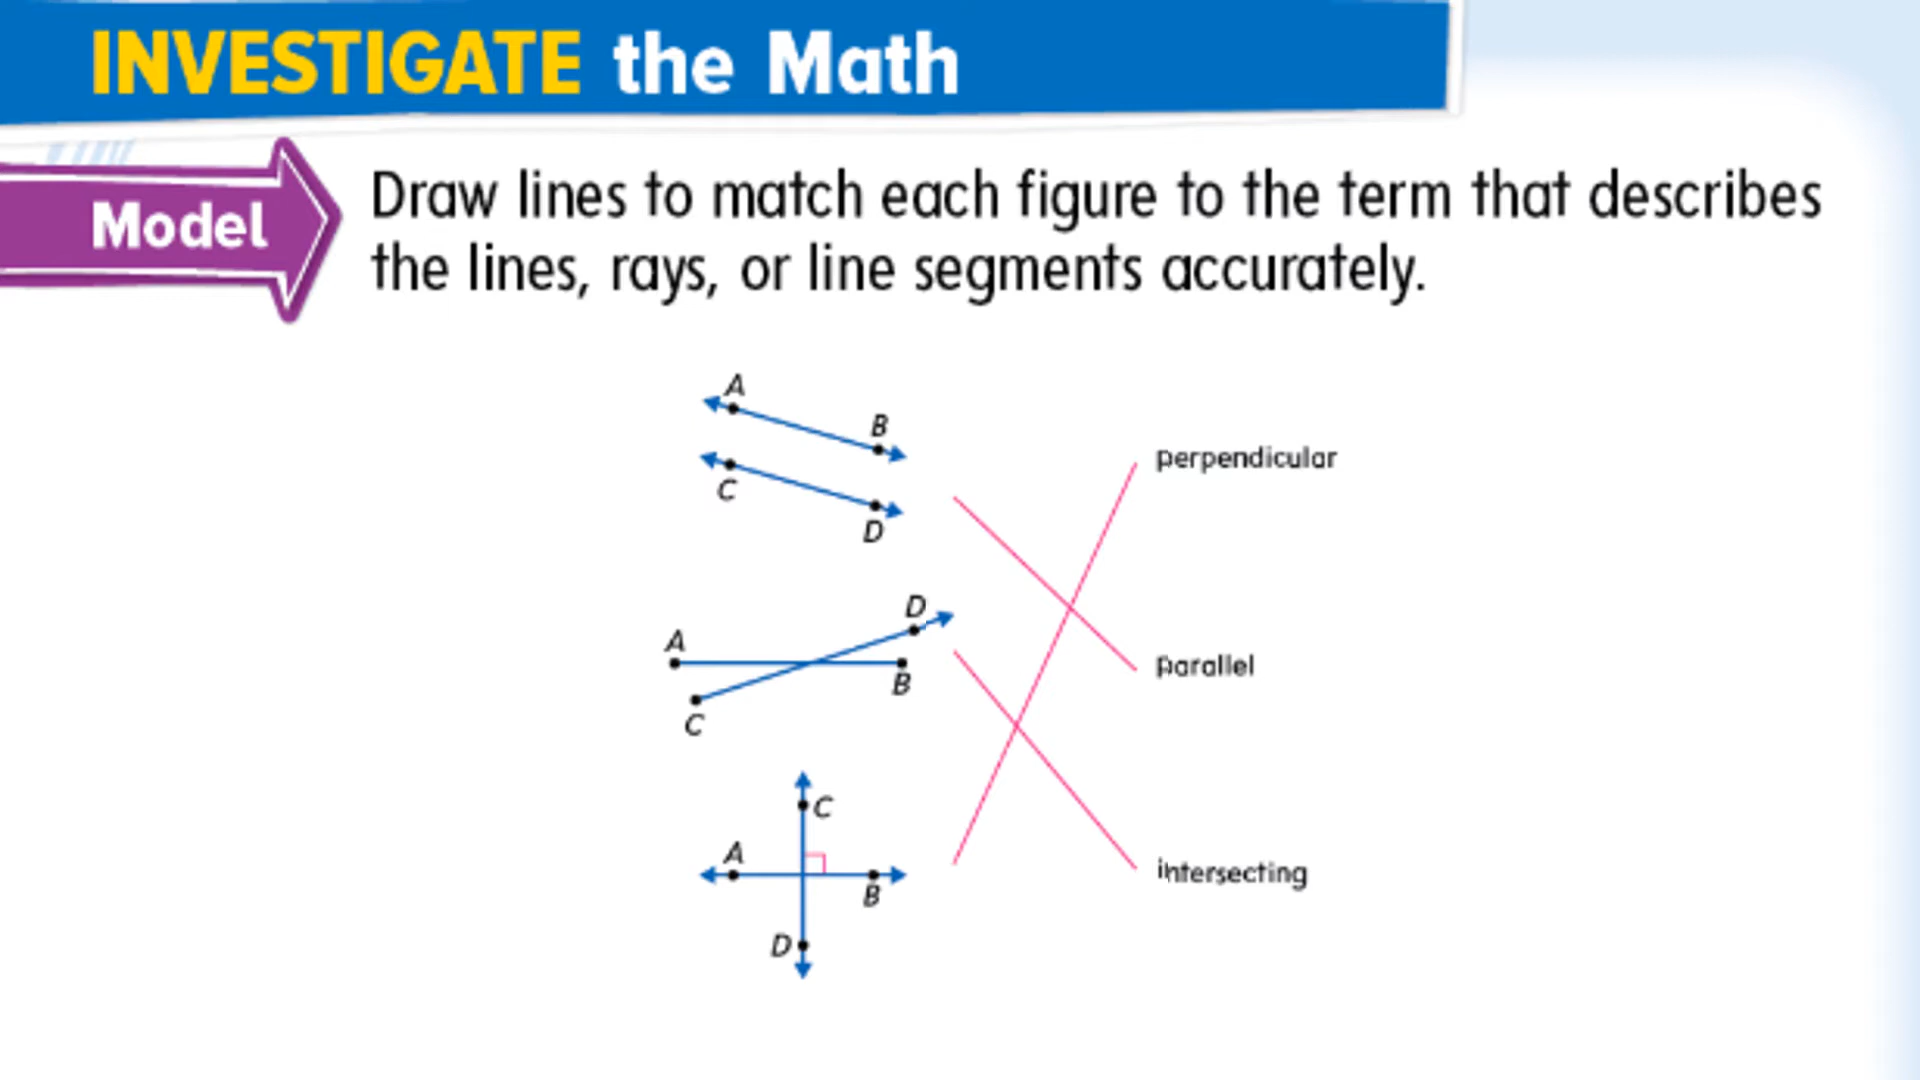 INVESTIGATE the Math
Model
Draw lines to match each figure to the term that describes
the lines, rays, or line segments accurately.
A
B
C
D
perpendicular
D
A
B
C
parallel
C
A
B
D
intersecting